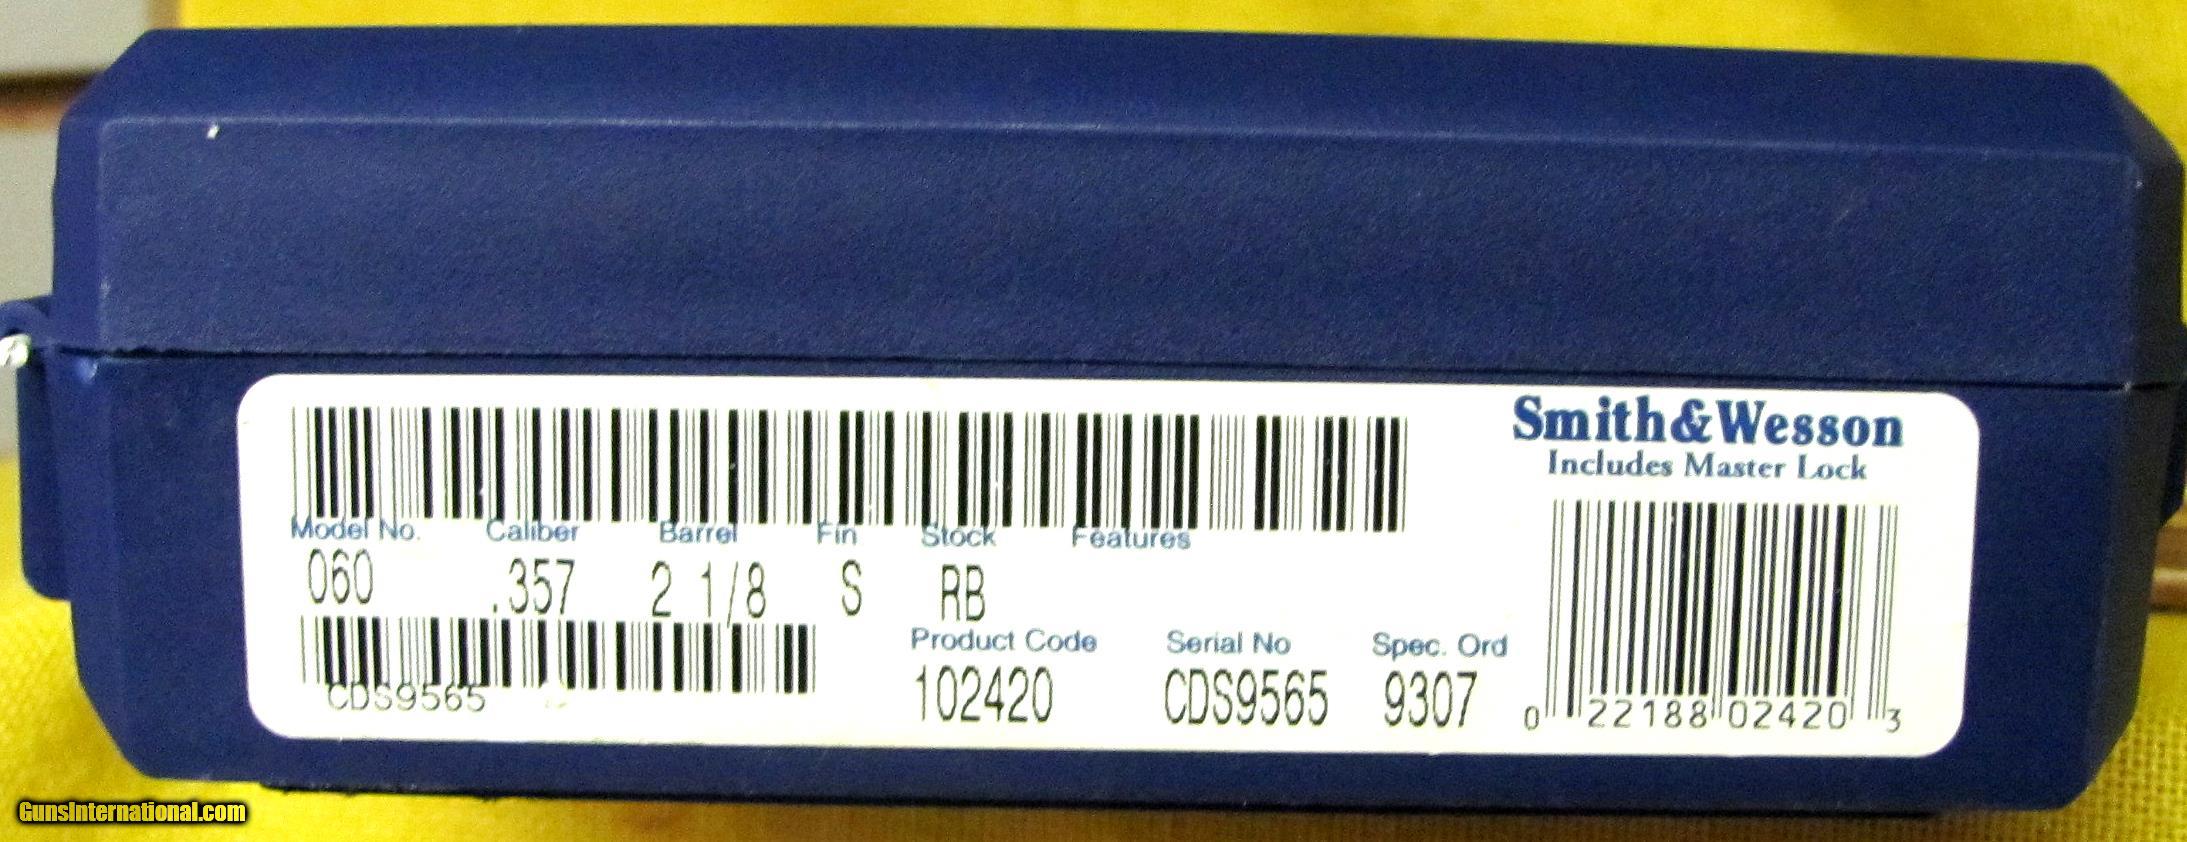 Smith&Wesson
Includes Master Lock
Model No. Caliber Barrel Fin Stock Features
060 .357 2 1/8 S RB
Product Code Serial No Spec. Ord
CDS9565 102420 CDS9565 9307
0 22188 02420 3
GunsInternational.com